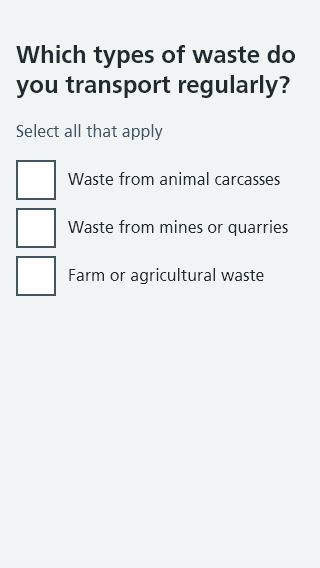 Which types of waste do
you transport regularly?
Select all that apply
Waste from animal carcasses
Waste from mines or quarries
Farm or agricultural waste